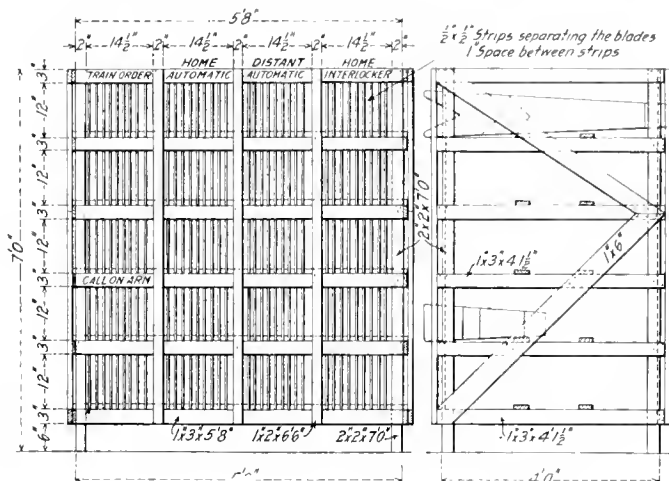 5'8"
2" 14½" 2" 14½" 2" 14½" 2" 14½" 2"
½"x½" Strips separating the blades
1" Space between strips
TRAIN ORDER
HOME
AUTOMATIC
DISTANT
AUTOMATIC
HOME
INTERLOCKER
3"
12"
3"
12"
3"
12"
3"
12"
3"
12"
3"
6"
7'0"
CALL ON ARM
2"x2"x7'0"
1"x3"x4'1½"
1"x6"
1"x3"x5'8"
1"x2"x6'6"
2"x2"x7'0"
1"x3"x4'1½"
4'0"